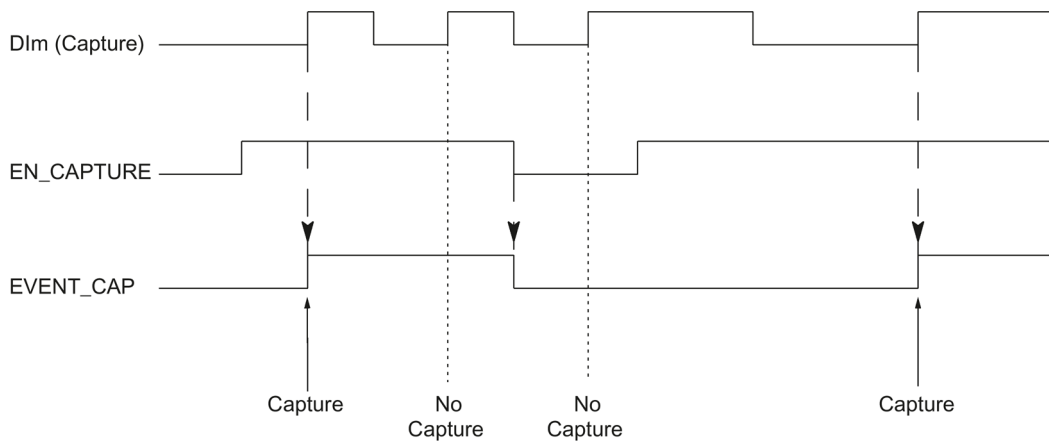 DIm (Capture)
EN_CAPTURE
EVENT_CAP
Capture
No
Capture
No
Capture
Capture